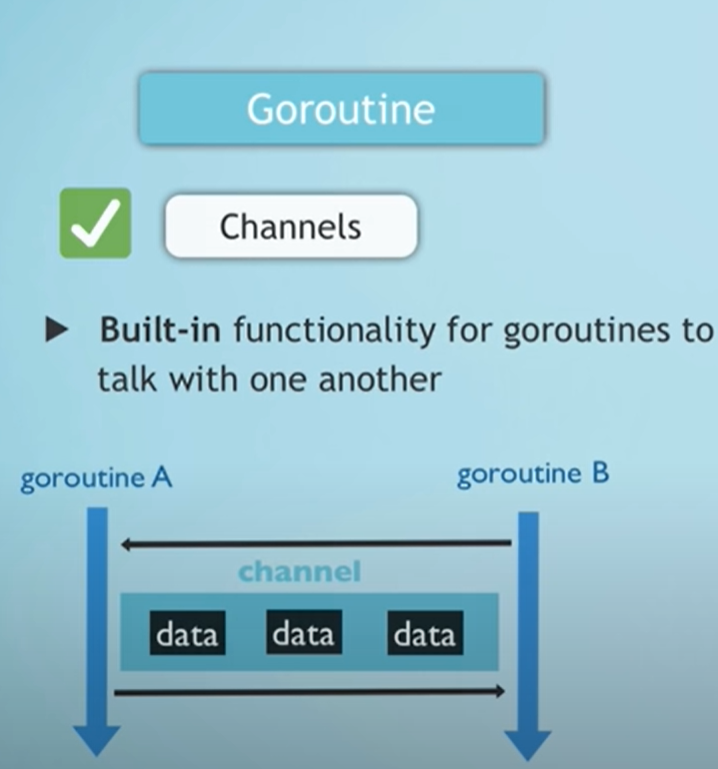 Goroutine
Channels
Built-in functionality for goroutines to
talk with one another
goroutine A
goroutine B
channel
data data data